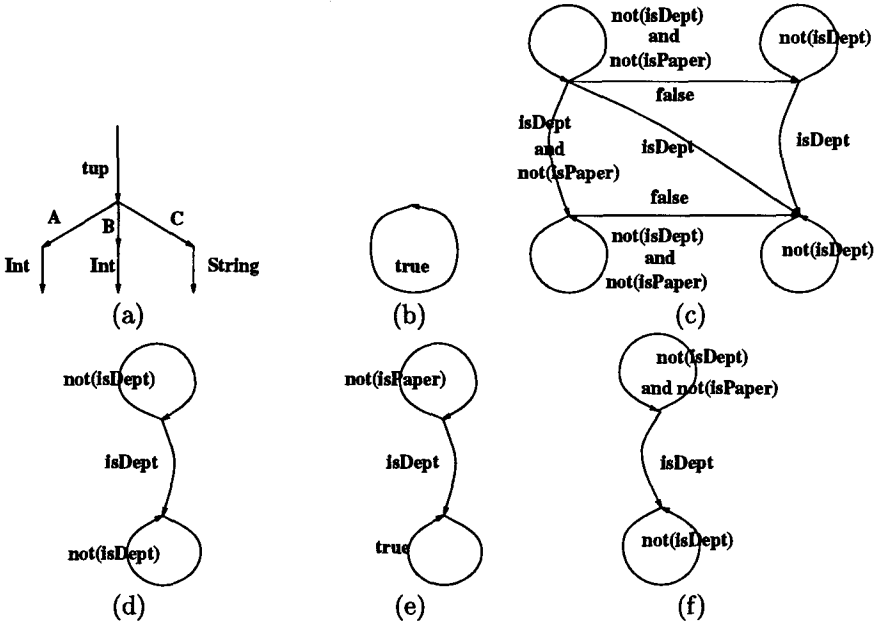 tup
A
B
C
Int
Int
String
(a)
true
(b)
not(isDept)
and
not(isPaper)
not(isDept)
false
isDept
and
not(isPaper)
isDept
isDept
false
not(isDept)
and
not(isPaper)
not(isDept)
(c)
not(isDept)
isDept
not(isDept)
(d)
not(isPaper)
isDept
true
(e)
not(isDept)
and not(isPaper)
isDept
not(isDept)
(f)